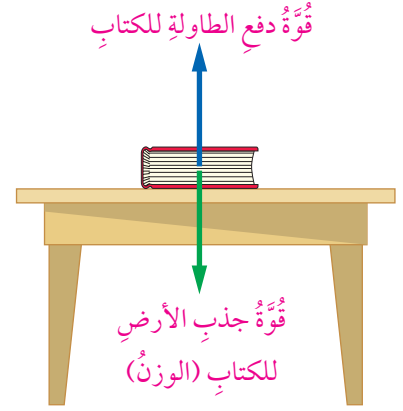 قُوَّةُ دفعِ الطاولةِ للكتابِ
قُوَّةُ جذبِ الأرضِ
للكتابِ (الوزنُ)